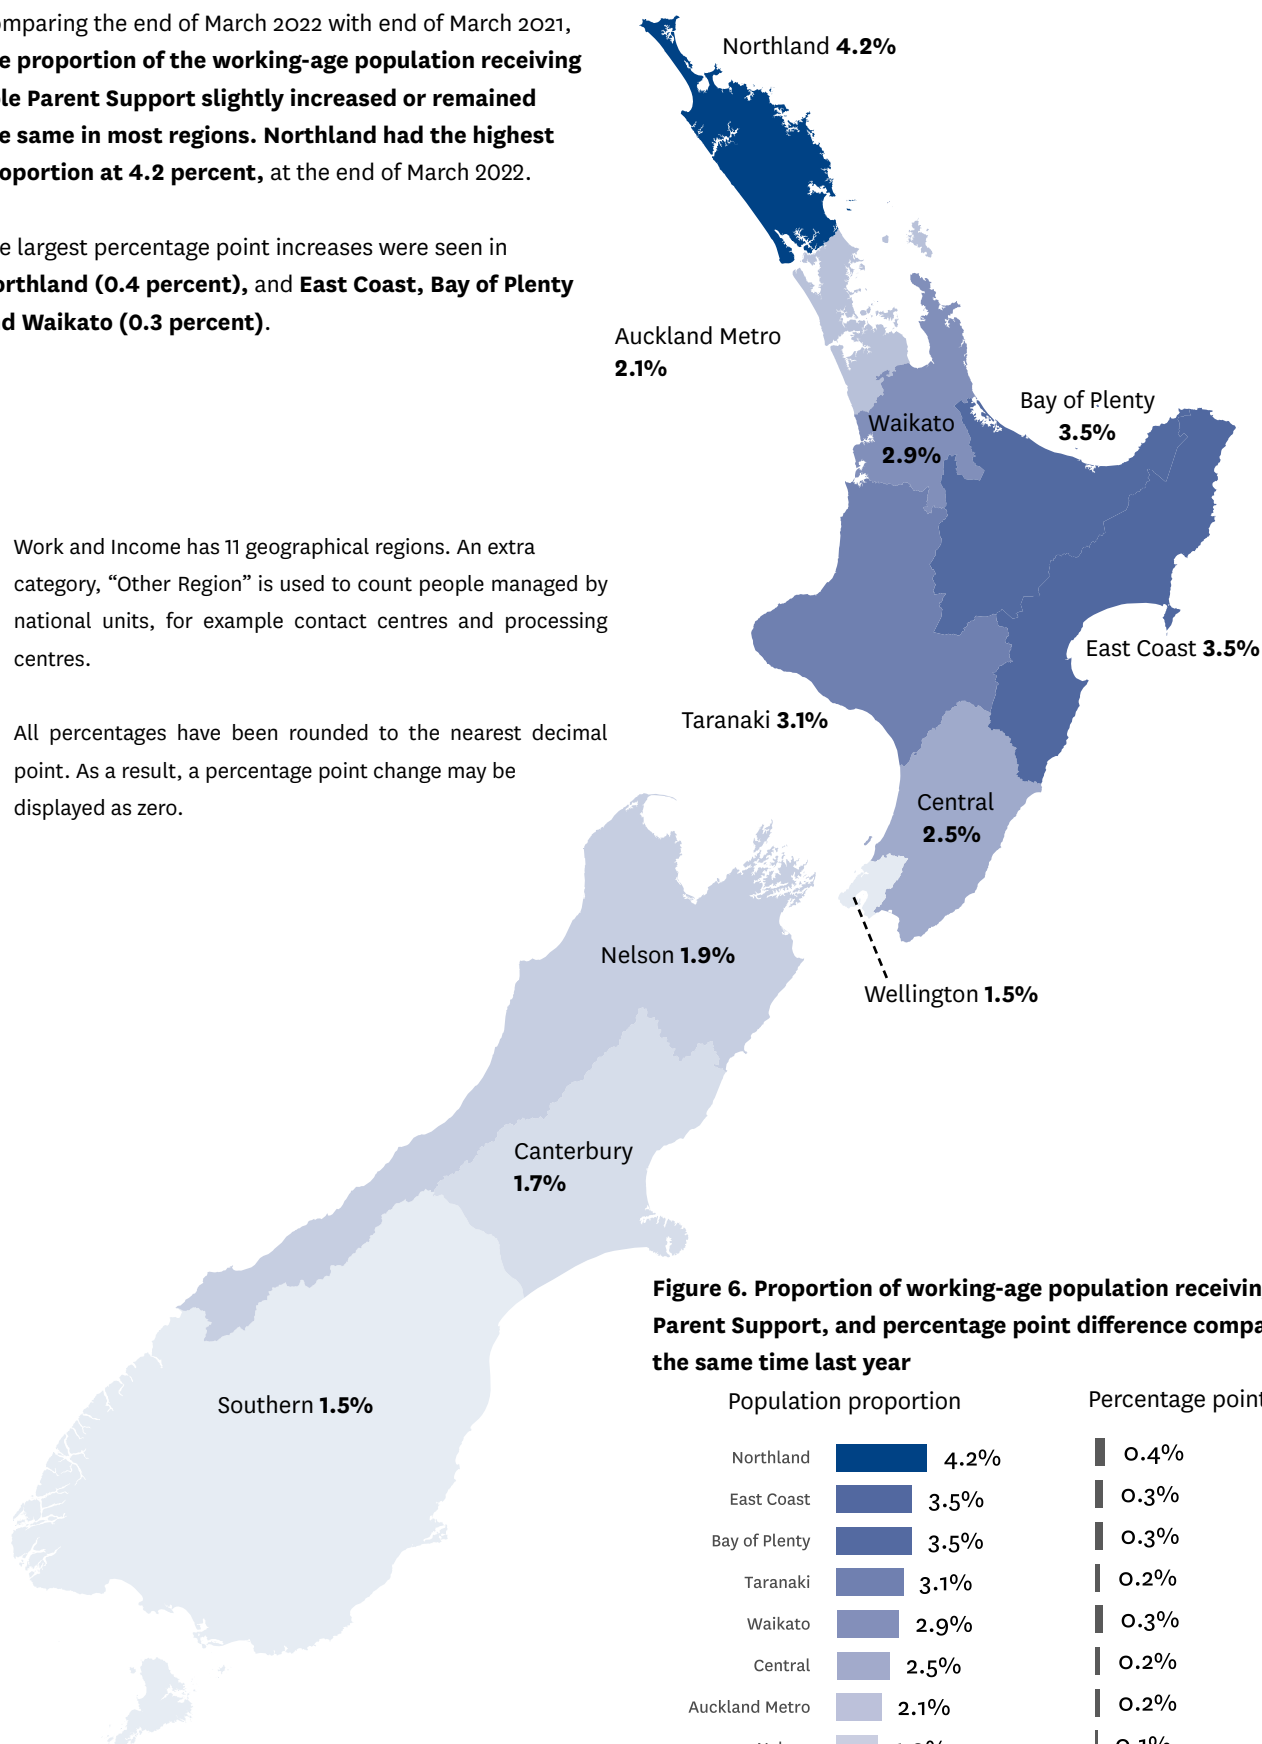 omparing the end of March 2022 with end of March 2021,
e proportion of the working-age population receiving
le Parent Support slightly increased or remained
e same in most regions. Northland had the highest
oportion at 4.2 percent, at the end of March 2022.
e largest percentage point increases were seen in
orthland (0.4 percent), and East Coast, Bay of Plenty
d Waikato (0.3 percent).
Work and Income has 11 geographical regions. An extra
category, “Other Region” is used to count people managed by
national units, for example contact centres and processing
centres.
All percentages have been rounded to the nearest decimal
point. As a result, a percentage point change may be
displayed as zero.
Northland 4.2%
Auckland Metro
2.1%
Waikato
2.9%
Bay of Plenty
3.5%
East Coast 3.5%
Taranaki 3.1%
Central
2.5%
Wellington 1.5%
Nelson 1.9%
Canterbury
1.7%
Southern 1.5%
Figure 6. Proportion of working-age population receivin
Parent Support, and percentage point difference compa
the same time last year
Population proportion
Percentage point
Northland 4.2% 0.4%
East Coast 3.5% 0.3%
Bay of Plenty 3.5% 0.3%
Taranaki 3.1% 0.2%
Waikato 2.9% 0.3%
Central 2.5% 0.2%
Auckland Metro 2.1% 0.2%